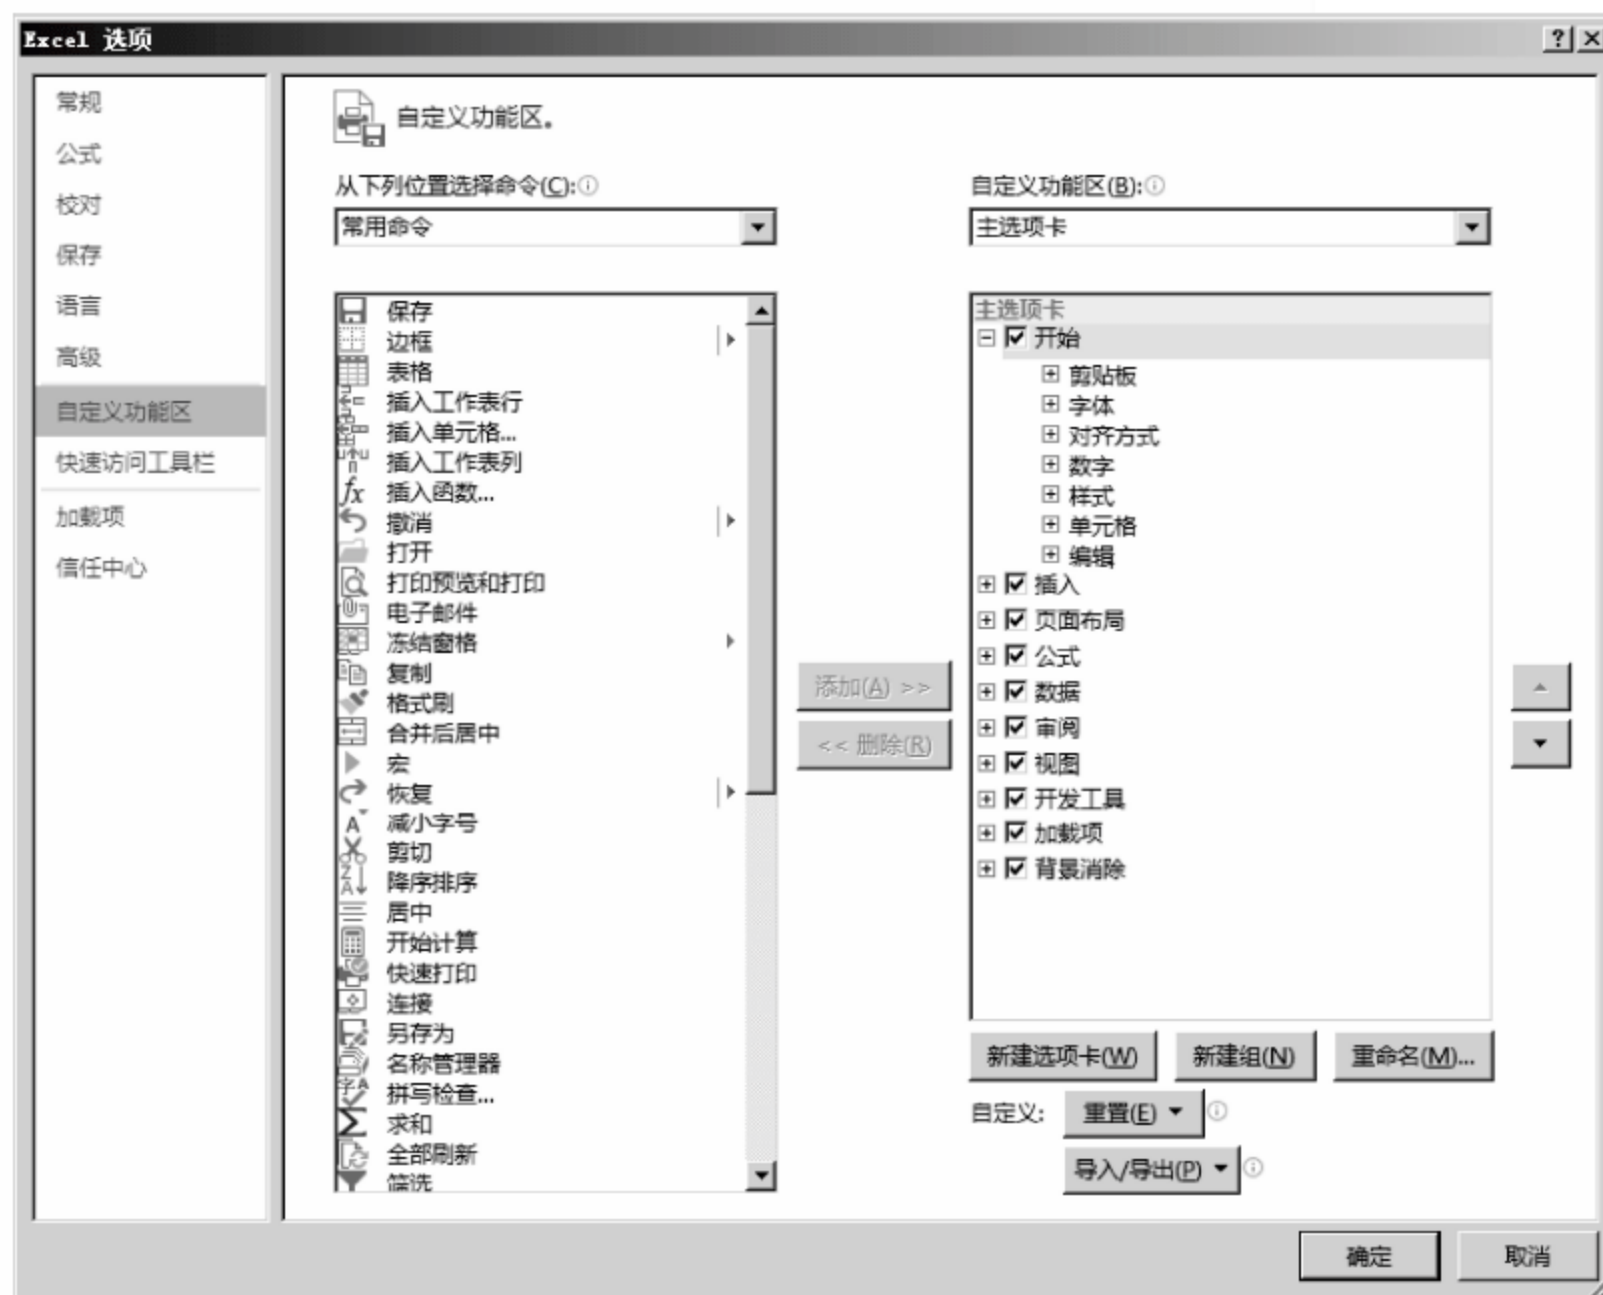 Excel 选项
常规
公式
校对
保存
语言
高级
自定义功能区
快速访问工具栏
加载项
信任中心
自定义功能区。
从下列位置选择命令(C):
常用命令
保存
边框
表格
插入工作表行
插入单元格...
插入工作表列
插入函数...
撤消
打开
打印预览和打印
电子邮件
冻结窗格
复制
格式刷
合并后居中
宏
恢复
减小字号
剪切
降序排序
居中
开始计算
快速打印
连接
另存为
名称管理器
拼写检查...
求和
全部刷新
筛选
添加(A) >>
<< 删除(R)
自定义功能区(B):
主选项卡
主选项卡
开始
剪贴板
字体
对齐方式
数字
样式
单元格
编辑
插入
页面布局
公式
数据
审阅
视图
开发工具
加载项
背景消除
新建选项卡(W) 新建组(N) 重命名(M)...
自定义: 重置(E)
导入/导出(P)
确定 取消